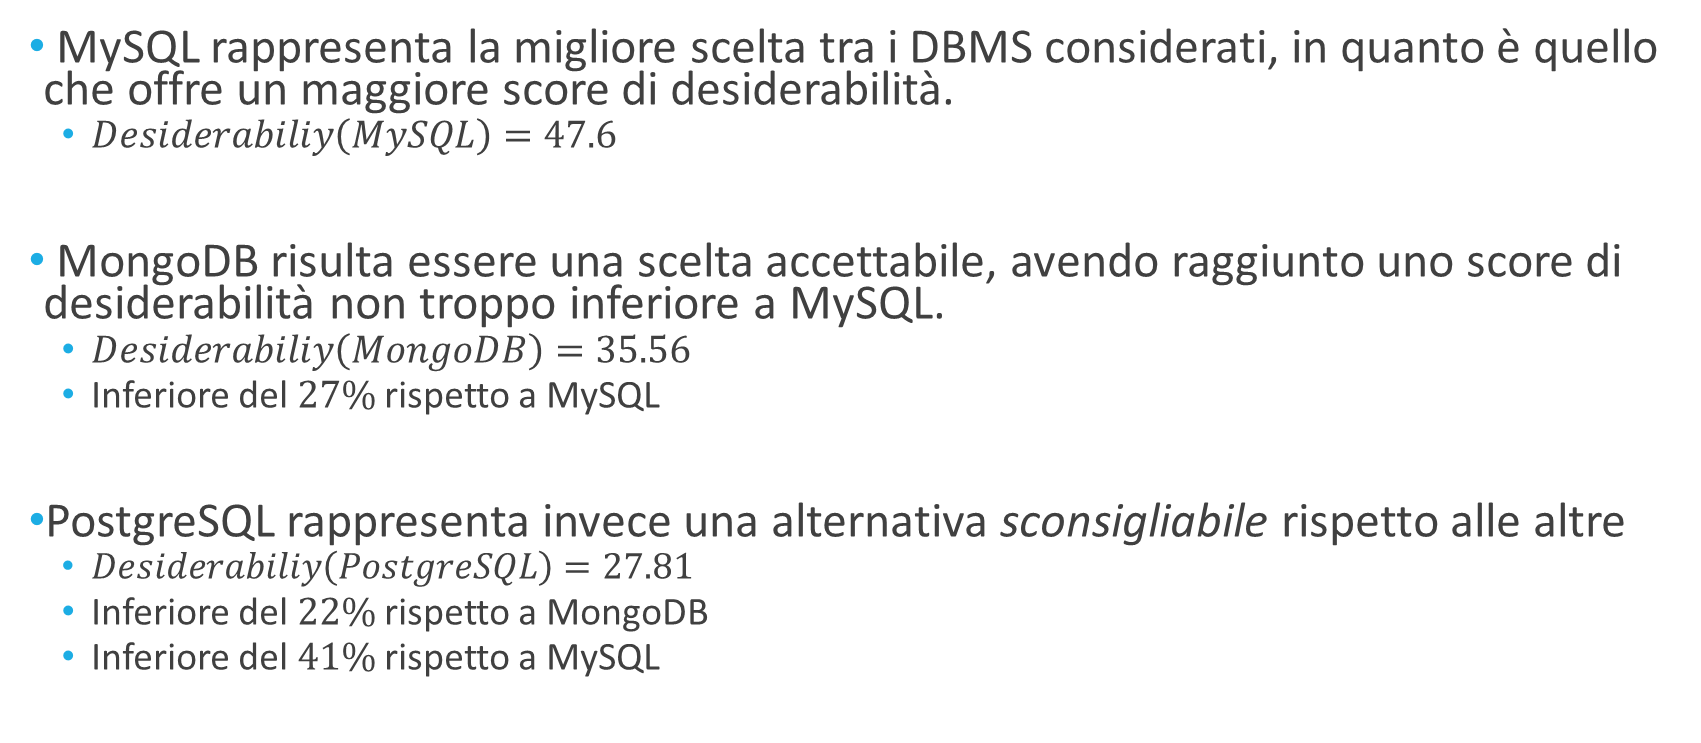 • MySQL rappresenta la migliore scelta tra i DBMS considerati, in quanto è quello
che offre un maggiore score di desiderabilità.
• Desiderabiliy(MySQL) = 47.6
• MongoDB risulta essere una scelta accettabile, avendo raggiunto uno score di
desiderabilità non troppo inferiore a MySQL.
• Desiderabiliy(MongoDB) = 35.56
• Inferiore del 27% rispetto a MySQL
•PostgreSQL rappresenta invece una alternativa sconsigliabile rispetto alle altre
• Desiderabiliy(PostgreSQL) = 27.81
• Inferiore del 22% rispetto a MongoDB
• Inferiore del 41% rispetto a MySQL